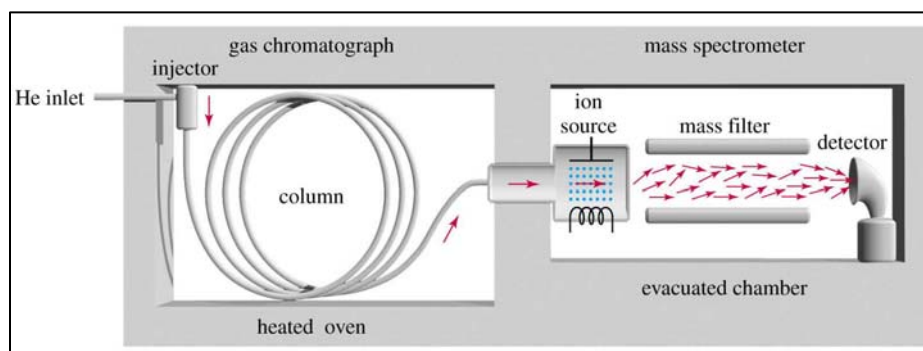 gas chromatograph
mass spectrometer
injector
He inlet
ion
source
mass filter
detector
column
evacuated chamber
heated oven